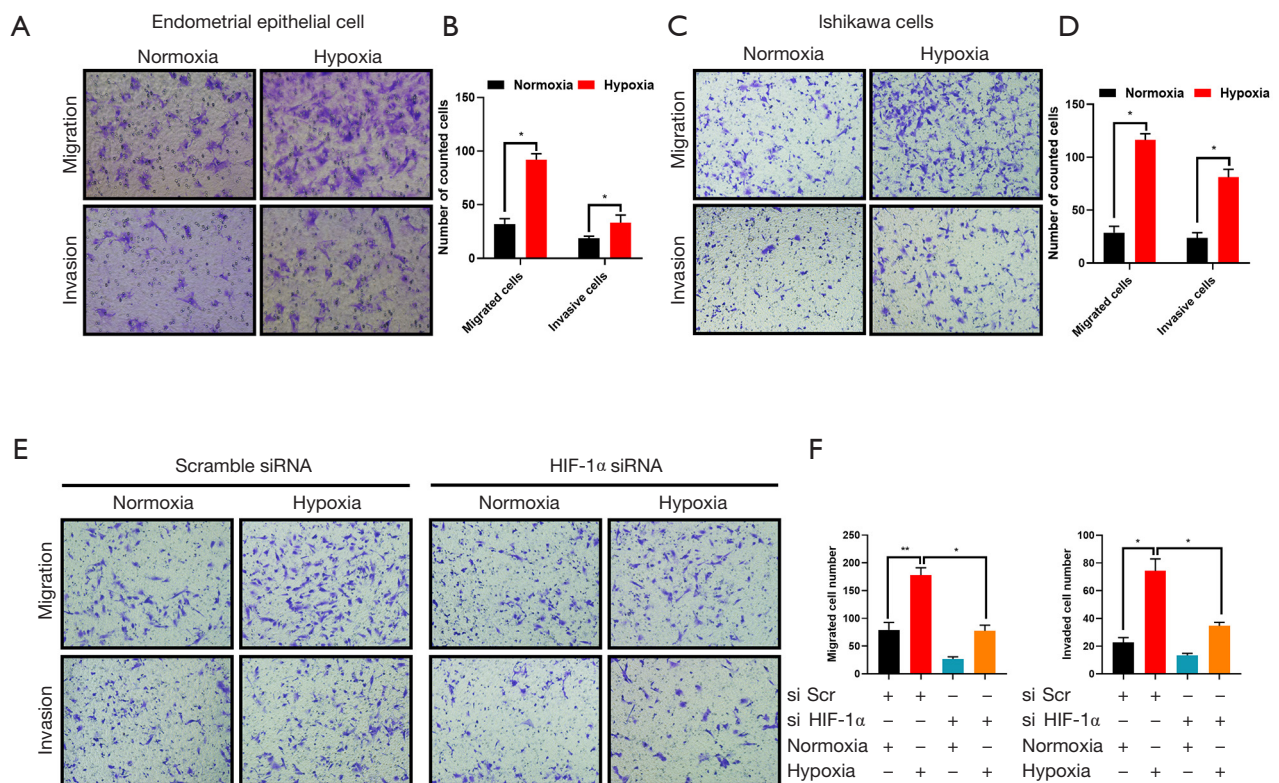 A
Endometrial epithelial cell
Normoxia
Hypoxia
Migration
Invasion
B
Normoxia
Hypoxia
Number of counted cells
150
100
50
0
*
*
Migrated cells
Invasive cells
C
Ishikawa cells
Normoxia
Hypoxia
Migration
Invasion
D
Normoxia
Hypoxia
Number of counted cells
150
100
50
0
*
*
Migrated cells
Invasive cells
E
Scramble siRNA
HIF-1α siRNA
Normoxia
Hypoxia
Normoxia
Hypoxia
Migration
Invasion
F
Migrated cell number
250
200
150
100
50
0
**
*
si Scr + + – –
si HIF-1α – – + +
Normoxia + – + –
Hypoxia – + – +
Invaded cell number
100
80
60
40
20
0
*
*
si Scr + + – –
si HIF-1α – – + +
Normoxia + – + –
Hypoxia – + – +